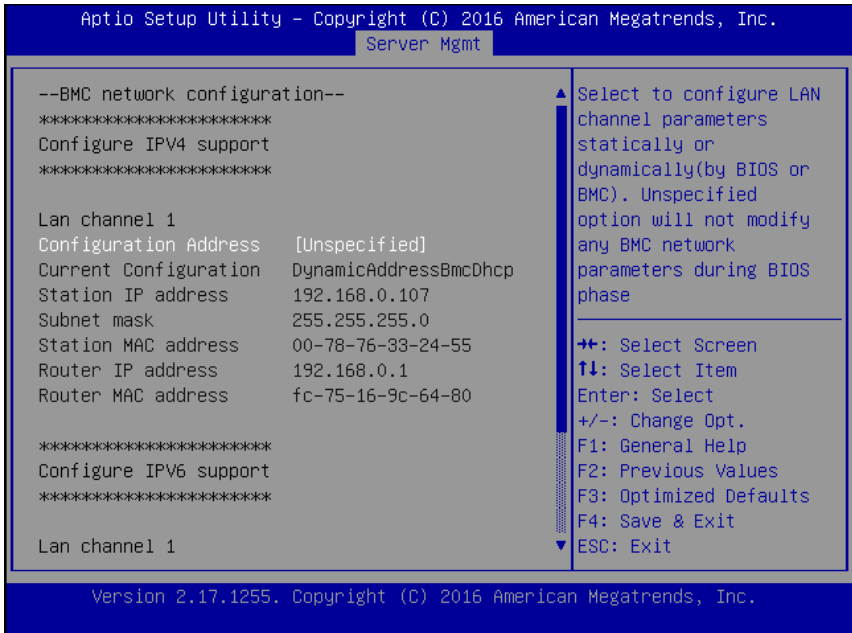 Aptio Setup Utility – Copyright (C) 2016 American Megatrends, Inc.
Server Mgmt
--BMC network configuration--
***********************
Configure IPV4 support
***********************
Lan channel 1
Configuration Address [Unspecified]
Current Configuration DynamicAddressBmcDhcp
Station IP address 192.168.0.107
Subnet mask 255.255.255.0
Station MAC address 00-78-76-33-24-55
Router IP address 192.168.0.1
Router MAC address fc-75-16-9c-64-80
***********************
Configure IPV6 support
***********************
Lan channel 1
Select to configure LAN
channel parameters
statically or
dynamically(by BIOS or
BMC). Unspecified
option will not modify
any BMC network
parameters during BIOS
phase
→←: Select Screen
↑↓: Select Item
Enter: Select
+/-: Change Opt.
F1: General Help
F2: Previous Values
F3: Optimized Defaults
F4: Save & Exit
ESC: Exit
Version 2.17.1255. Copyright (C) 2016 American Megatrends, Inc.